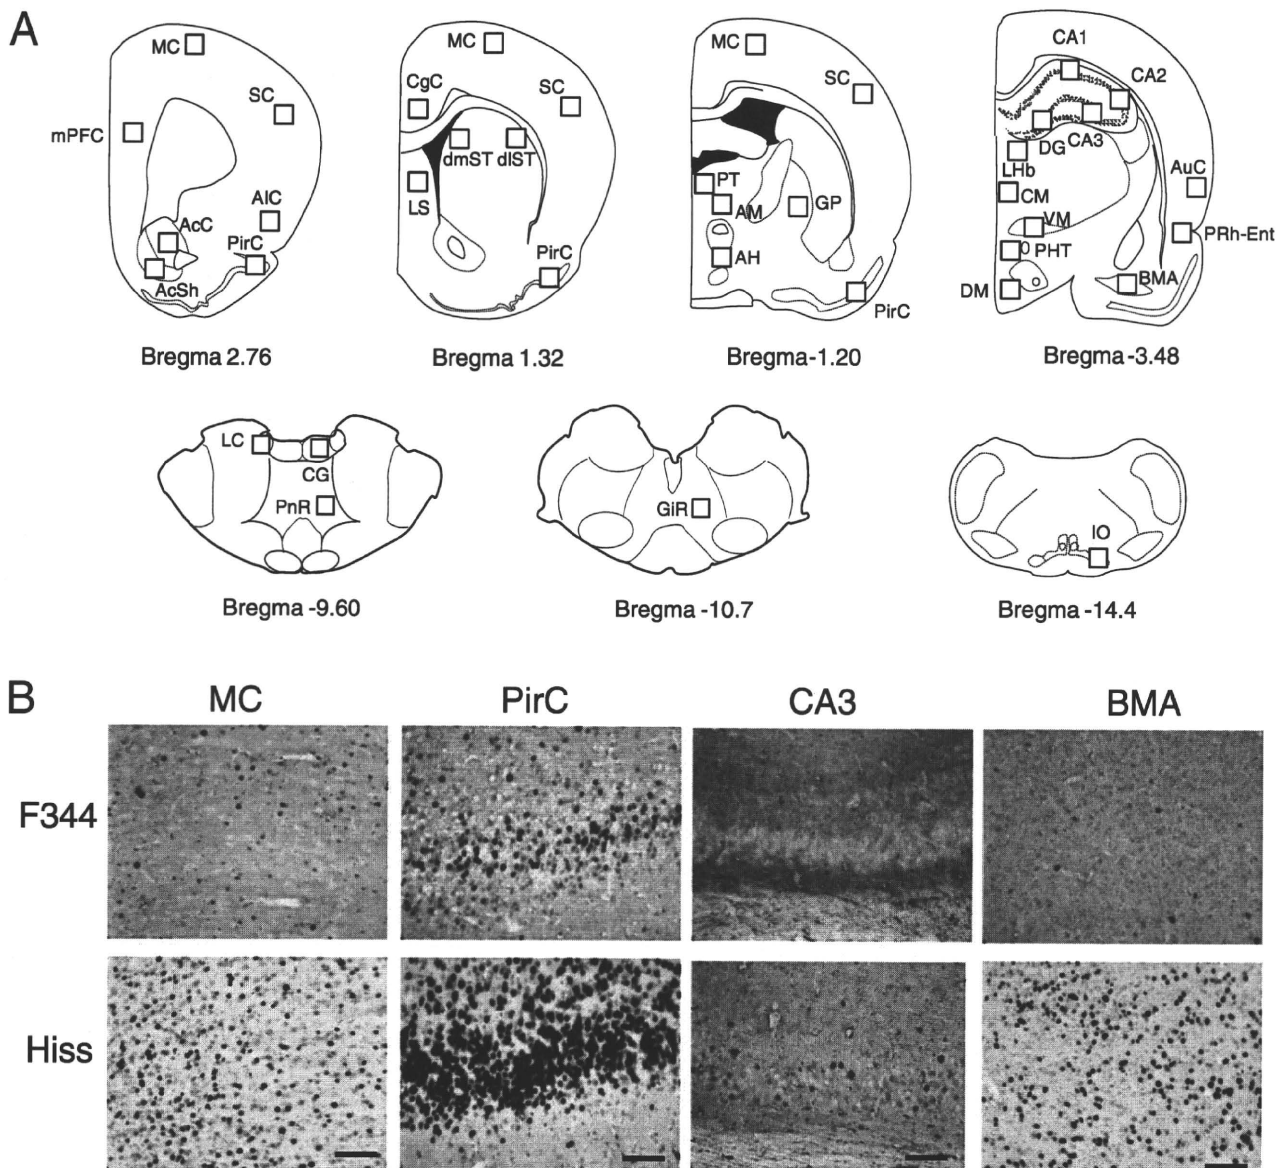 A
MC
SC
mPFC
AIC
AcC
PirC
AcSh
Bregma 2.76
MC
CgC
SC
dmST dlST
LS
PirC
Bregma 1.32
MC
SC
PT
AM
GP
AH
PirC
Bregma-1.20
CA1
CA2
DG CA3
LHb
AuC
CM
VM
PRh-Ent
PHT
DM
BMA
Bregma -3.48
LC
CG
PnR
Bregma -9.60
GiR
Bregma -10.7
IO
Bregma -14.4
B
MC PirC CA3 BMA
F344
Hiss